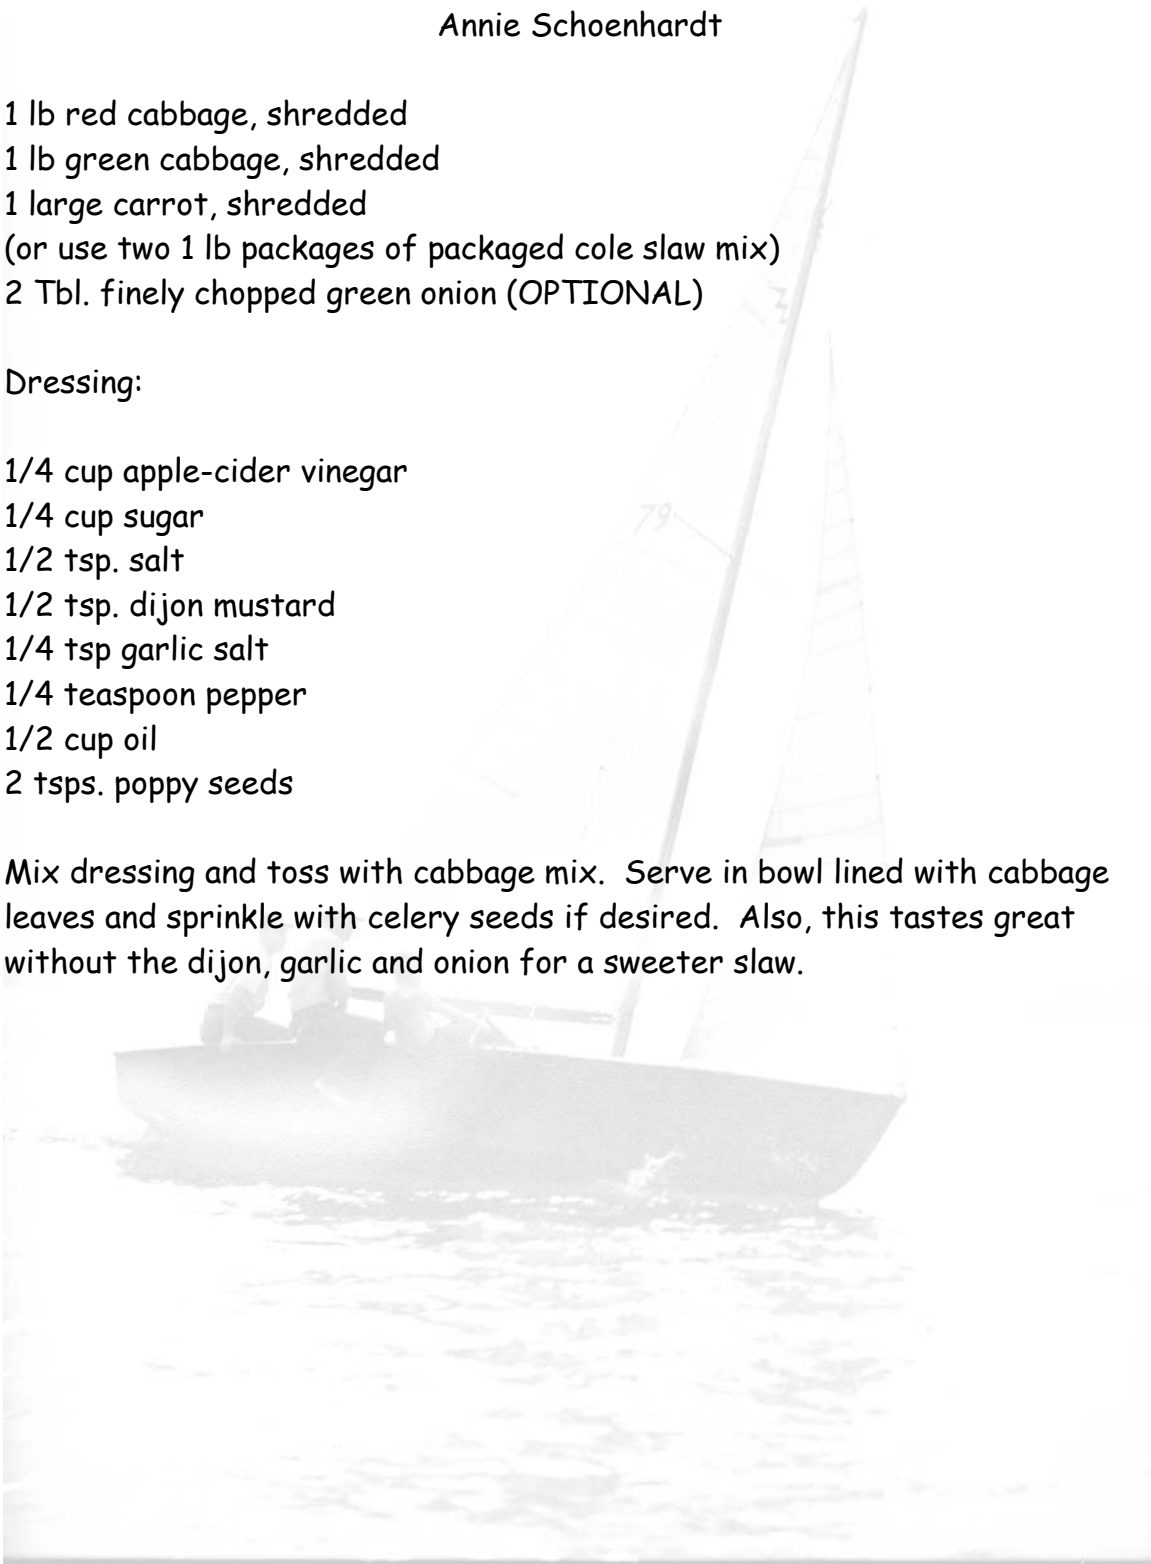 Annie Schoenhardt
1 lb red cabbage, shredded
1 lb green cabbage, shredded
1 large carrot, shredded
(or use two 1 lb packages of packaged cole slaw mix)
2 Tbl. finely chopped green onion (OPTIONAL)
Dressing:
1/4 cup apple-cider vinegar
1/4 cup sugar
1/2 tsp. salt
1/2 tsp. dijon mustard
1/4 tsp garlic salt
1/4 teaspoon pepper
1/2 cup oil
2 tsps. poppy seeds
Mix dressing and toss with cabbage mix.  Serve in bowl lined with cabbage
leaves and sprinkle with celery seeds if desired.  Also, this tastes great
without the dijon, garlic and onion for a sweeter slaw.
79